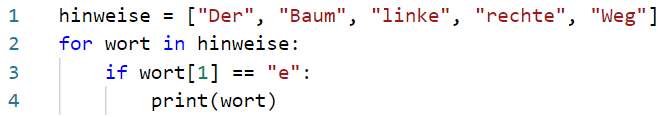 1 hinweise = ["Der", "Baum", "linke", "rechte", "Weg"]
2 for wort in hinweise:
3     if wort[1] == "e":
4         print(wort)